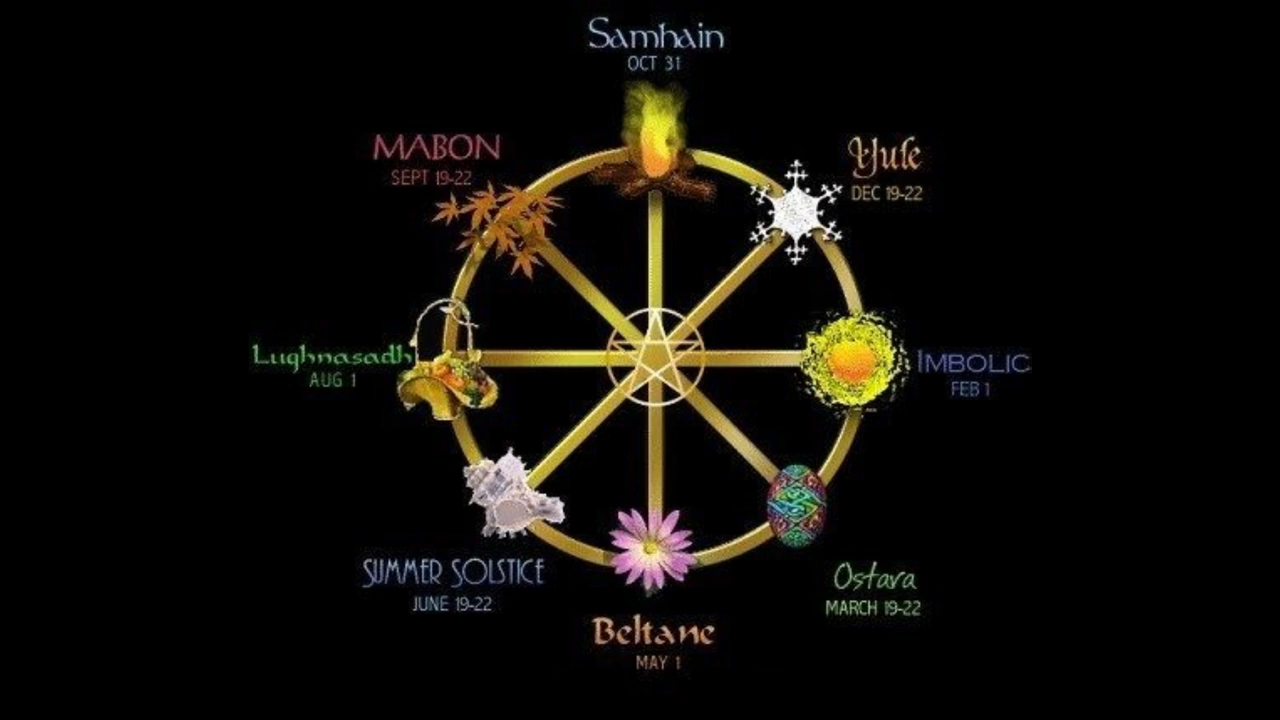 Samhain
OCT 31
Yule
DEC 19-22
IMBOLIC
FEB 1
Ostara
MARCH 19-22
Beltane
MAY 1
SUMMER SOLSTICE
JUNE 19-22
Lughnasadh
AUG 1
MABON
SEPT 19-22